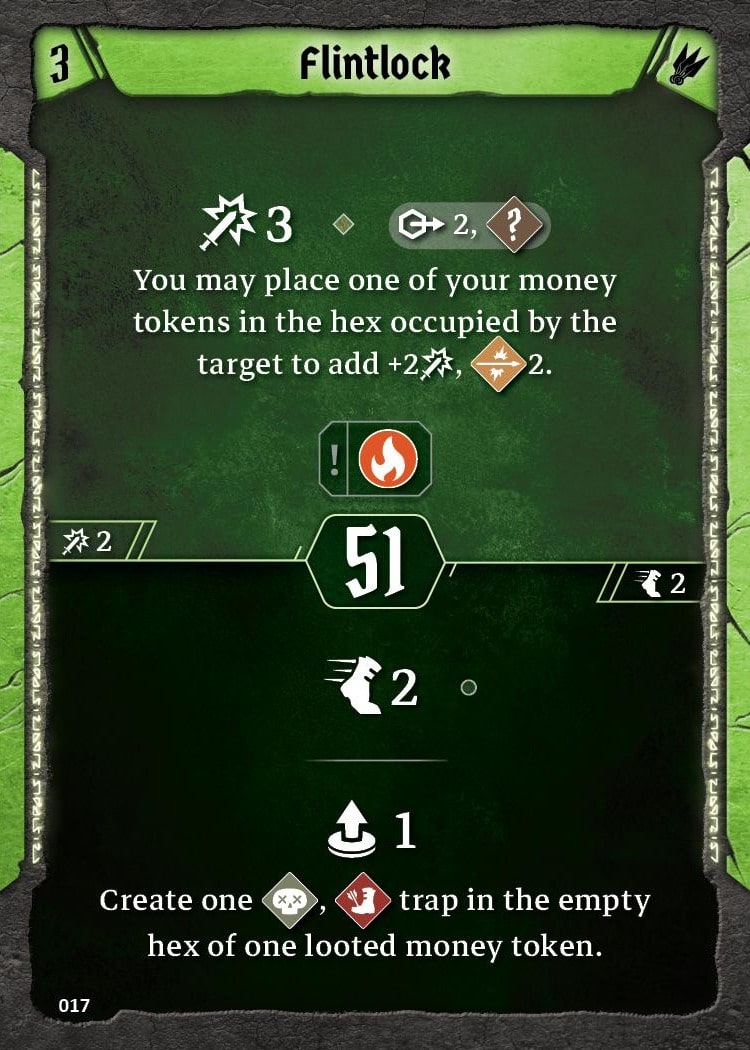 3
Flintlock
3
2, ?
You may place one of your money
tokens in the hex occupied by the
target to add +2, 2.
!
2
51
2
2
1
Create one , trap in the empty
hex of one looted money token.
017